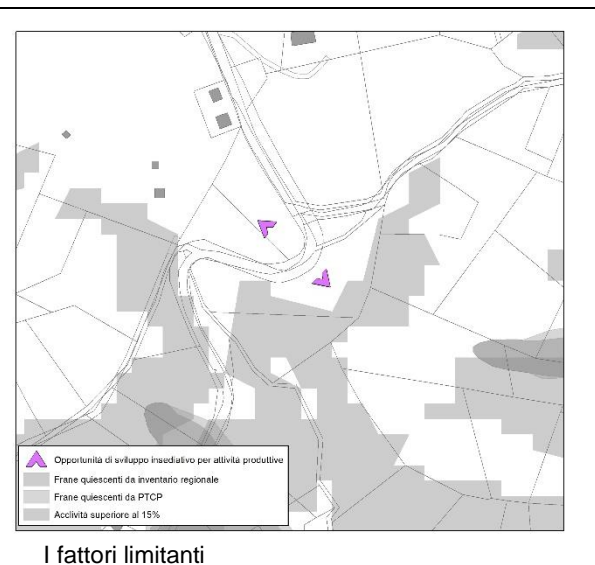 Opportunità di sviluppo insediativo per attività produttive
Frane quiescenti da inventario regionale
Frane quiescenti da PTCP
Acclività superiore al 15%
I fattori limitanti